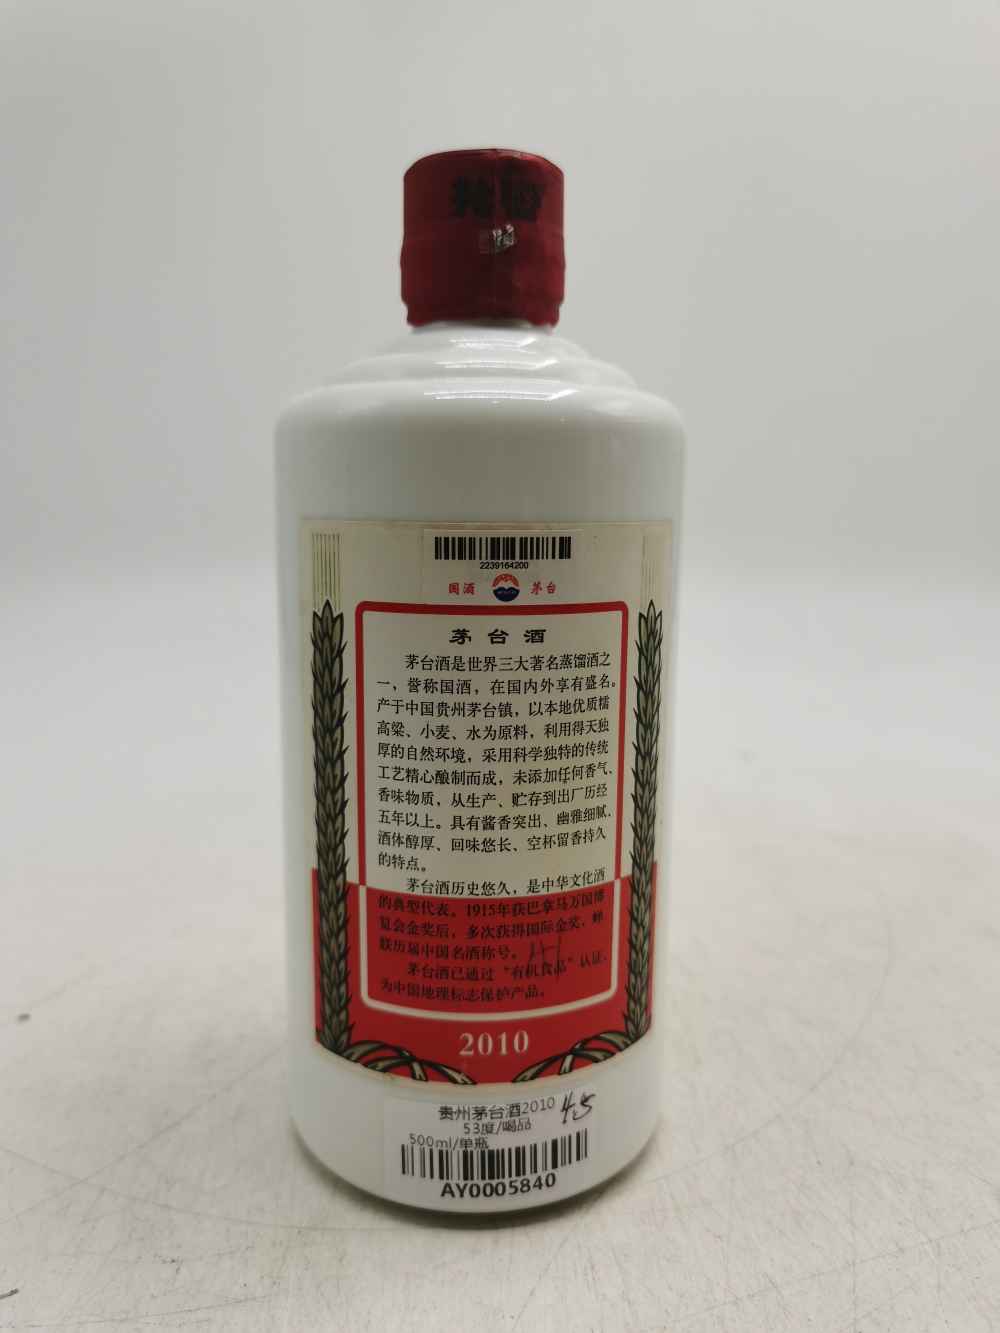 茅台
2239164200
国酒 茅台
茅台酒
茅台酒是世界三大著名蒸馏酒之
一，誉称国酒，在国内外享有盛名。
产于中国贵州茅台镇，以本地优质糯
高粱、小麦、水为原料，利用得天独
厚的自然环境，采用科学独特的传统
工艺精心酿制而成，未添加任何香气、
香味物质，从生产、贮存到出厂历经
五年以上。具有酱香突出、幽雅细腻、
酒体醇厚、回味悠长、空杯留香持久
的特点。
茅台酒历史悠久，是中华文化酒
的典型代表。1915年获巴拿马万国博
览会金奖后，多次获得国际金奖，蝉
联历届中国名酒称号。
茅台酒已通过“有机食品”认证，
为中国地理标志保护产品。
2010
贵州茅台酒2010 4.5
53度/喝品
500ml/单瓶
AY0005840